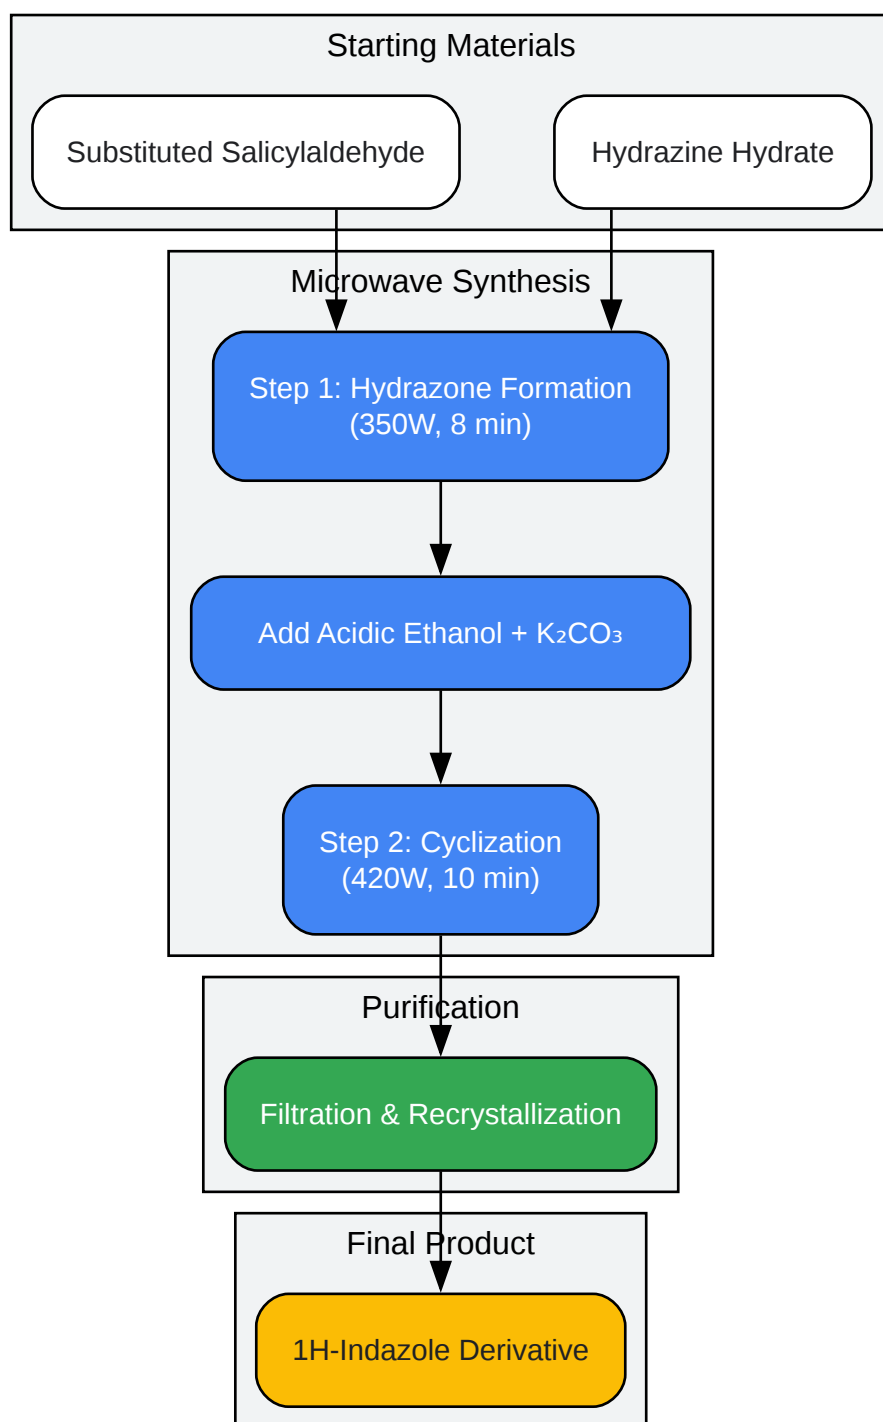 Starting Materials
Substituted Salicylaldehyde
Hydrazine Hydrate
Microwave Synthesis
Step 1: Hydrazone Formation
(350W, 8 min)
Add Acidic Ethanol + K₂CO₃
Step 2: Cyclization
(420W, 10 min)
Purification
Filtration & Recrystallization
Final Product
1H-Indazole Derivative